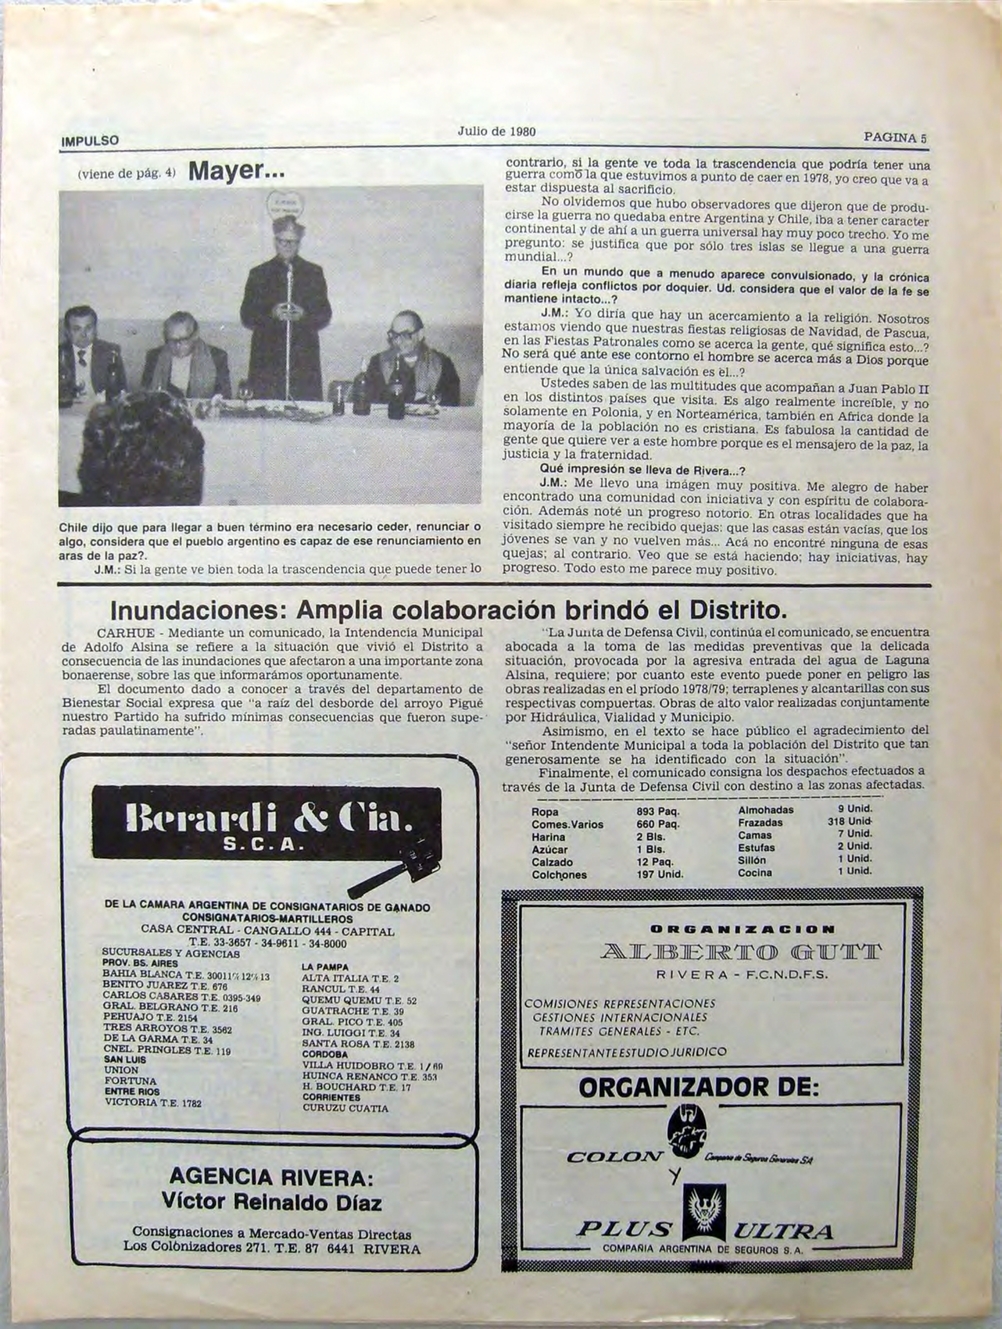 IMPULSO
Julio de 1980
PAGINA 5
(viene de pág. 4) Mayer...
Chile dijo que para llegar a buen término era necesario ceder, renunciar o
algo, considera que el pueblo argentino es capaz de ese renunciamiento en
aras de la paz?.
J.M.: Si la gente ve bien toda la trascendencia que puede tener lo
contrario, si la gente ve toda la trascendencia que podría tener una
guerra como la que estuvimos a punto de caer en 1978, yo creo que va a
estar dispuesta al sacrificio.
No olvidemos que hubo observadores que dijeron que de produ-
cirse la guerra no quedaba entre Argentina y Chile, iba a tener caracter
continental y de ahí a un guerra universal hay muy poco trecho. Yo me
pregunto: se justifica que por sólo tres islas se llegue a una guerra
mundial...?
En un mundo que a menudo aparece convulsionado, y la crónica
diaria refleja conflictos por doquier. Ud. considera que el valor de la fe se
mantiene intacto...?
J.M.: Yo diría que hay un acercamiento a la religión. Nosotros
estamos viendo que nuestras fiestas religiosas de Navidad, de Pascua,
en las Fiestas Patronales como se acerca la gente, qué significa esto...?
No será qué ante ese contorno el hombre se acerca más a Dios porque
entiende que la única salvación es él...?
Ustedes saben de las multitudes que acompañan a Juan Pablo II
en los distintos países que visita. Es algo realmente increíble, y no
solamente en Polonia, y en Norteamérica, también en Africa donde la
mayoría de la población no es cristiana. Es fabulosa la cantidad de
gente que quiere ver a este hombre porque es el mensajero de la paz, la
justicia y la fraternidad.
Qué impresión se lleva de Rivera...?
J.M.: Me llevo una imágen muy positiva. Me alegro de haber
encontrado una comunidad con iniciativa y con espíritu de colabora-
ción. Además noté un progreso notorio. En otras localidades que ha
visitado siempre he recibido quejas: que las casas están vacías, que los
jóvenes se van y no vuelven más... Acá no encontré ninguna de esas
quejas; al contrario. Veo que se está haciendo; hay iniciativas, hay
progreso. Todo esto me parece muy positivo.
Inundaciones: Amplia colaboración brindó el Distrito.
CARHUE - Mediante un comunicado, la Intendencia Municipal
de Adolfo Alsina se refiere a la situación que vivió el Distrito a
consecuencia de las inundaciones que afectaron a una importante zona
bonaerense, sobre las que informarámos oportunamente.
El documento dado a conocer a través del departamento de
Bienestar Social expresa que "a raíz del desborde del arroyo Pigué
nuestro Partido ha sufrido mínimas consecuencias que fueron supe-
radas paulatinamente".
"La Junta de Defensa Civil, continúa el comunicado, se encuentra
abocada a la toma de las medidas preventivas que la delicada
situación, provocada por la agresiva entrada del agua de Laguna
Alsina, requiere; por cuanto este evento puede poner en peligro las
obras realizadas en el príodo 1978/79; terraplenes y alcantarillas con sus
respectivas compuertas. Obras de alto valor realizadas conjuntamente
por Hidráulica, Vialidad y Municipio.
Asimismo, en el texto se hace público el agradecimiento del
"señor Intendente Municipal a toda la población del Distrito que tan
generosamente se ha identificado con la situación".
Finalmente, el comunicado consigna los despachos efectuados a
través de la Junta de Defensa Civil con destino a las zonas afectadas.
Ropa 893 Paq. Almohadas 9 Unid.
Comes.Varios 660 Paq. Frazadas 318 Unid.
Harina 2 Bls. Camas 7 Unid.
Azúcar 1 Bls. Estufas 2 Unid.
Calzado 12 Paq. Sillón 1 Unid.
Colchones 197 Unid. Cocina 1 Unid.
Berardi & Cia.
S.C.A.
DE LA CAMARA ARGENTINA DE CONSIGNATARIOS DE GANADO
CONSIGNATARIOS-MARTILLEROS
CASA CENTRAL - CANGALLO 444 - CAPITAL
T.E. 33-3657 - 34-9611 - 34-8000
SUCURSALES Y AGENCIAS
PROV. BS. AIRES
BAHIA BLANCA T.E. 30011/12/13
BENITO JUAREZ T.E. 676
CARLOS CASARES T.E. 0395-349
GRAL. BELGRANO T.E. 216
PEHUAJO T.E. 2154
TRES ARROYOS T.E. 3562
DE LA GARMA T.E. 34
CNEL. PRINGLES T.E. 119
SAN LUIS
UNION
FORTUNA
ENTRE RIOS
VICTORIA T.E. 1782
LA PAMPA
ALTA ITALIA T.E. 2
RANCUL T.E. 44
QUEMU QUEMU T.E. 52
GUATRACHE T.E. 39
GRAL. PICO T.E. 405
ING. LUIGGI T.E. 34
SANTA ROSA T.E. 2138
CORDOBA
VILLA HUIDOBRO T.E. 1/60
HUINCA RENANCO T.E. 353
H. BOUCHARD T.E. 17
CORRIENTES
CURUZU CUATIA
AGENCIA RIVERA:
Víctor Reinaldo Díaz
Consignaciones a Mercado-Ventas Directas
Los Colónizadores 271. T.E. 87 6441 RIVERA
ORGANIZACION
ALBERTO GUTT
RIVERA - F.C.N.D.F.S.
COMISIONES REPRESENTACIONES
GESTIONES INTERNACIONALES
TRAMITES GENERALES - ETC.
REPRESENTANTE ESTUDIO JURIDICO
ORGANIZADOR DE:
COLON Compañia de Seguros Generales SA
Y
PLUS ULTRA
COMPAÑIA ARGENTINA DE SEGUROS S.A.